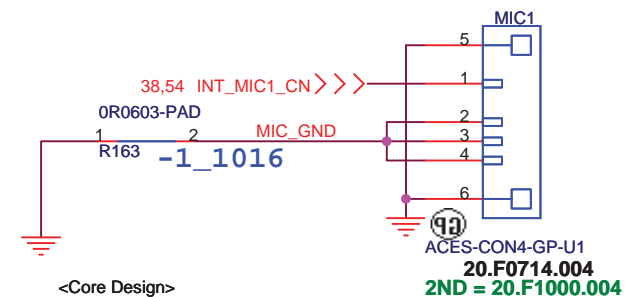 MIC1
5
38,54 INT_MIC1_CN
1
0R0603-PAD
2
1 2 MIC_GND
3
R163
-1_1016
4
6
GP
ACES-CON4-GP-U1
20.F0714.004
<Core Design>
2ND = 20.F1000.004